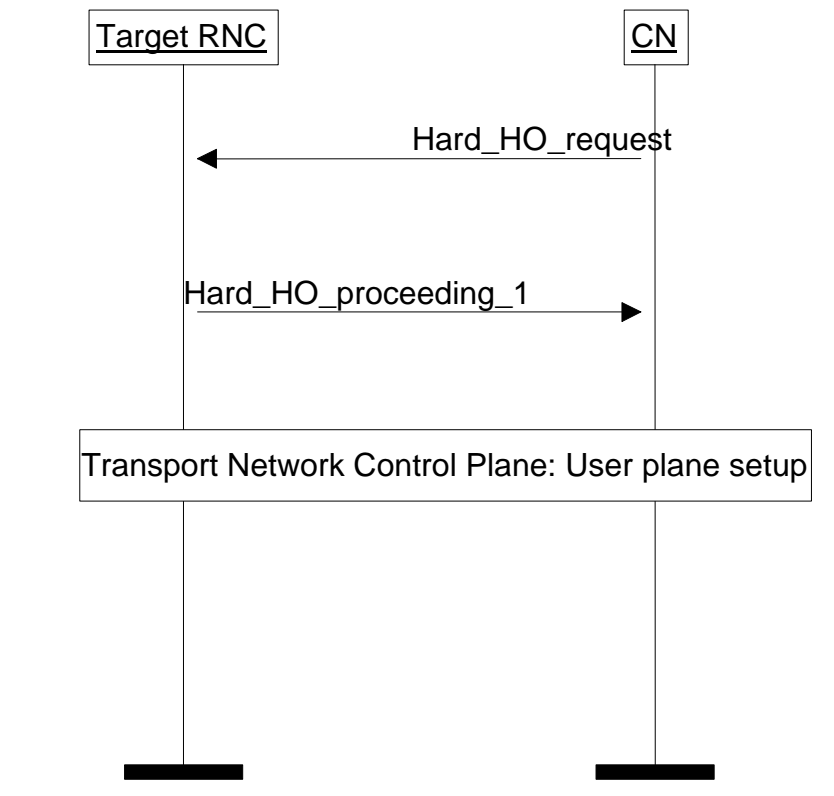 Target RNC
CN
Hard_HO_request
Hard_HO_proceeding_1
Transport Network Control Plane: User plane setup